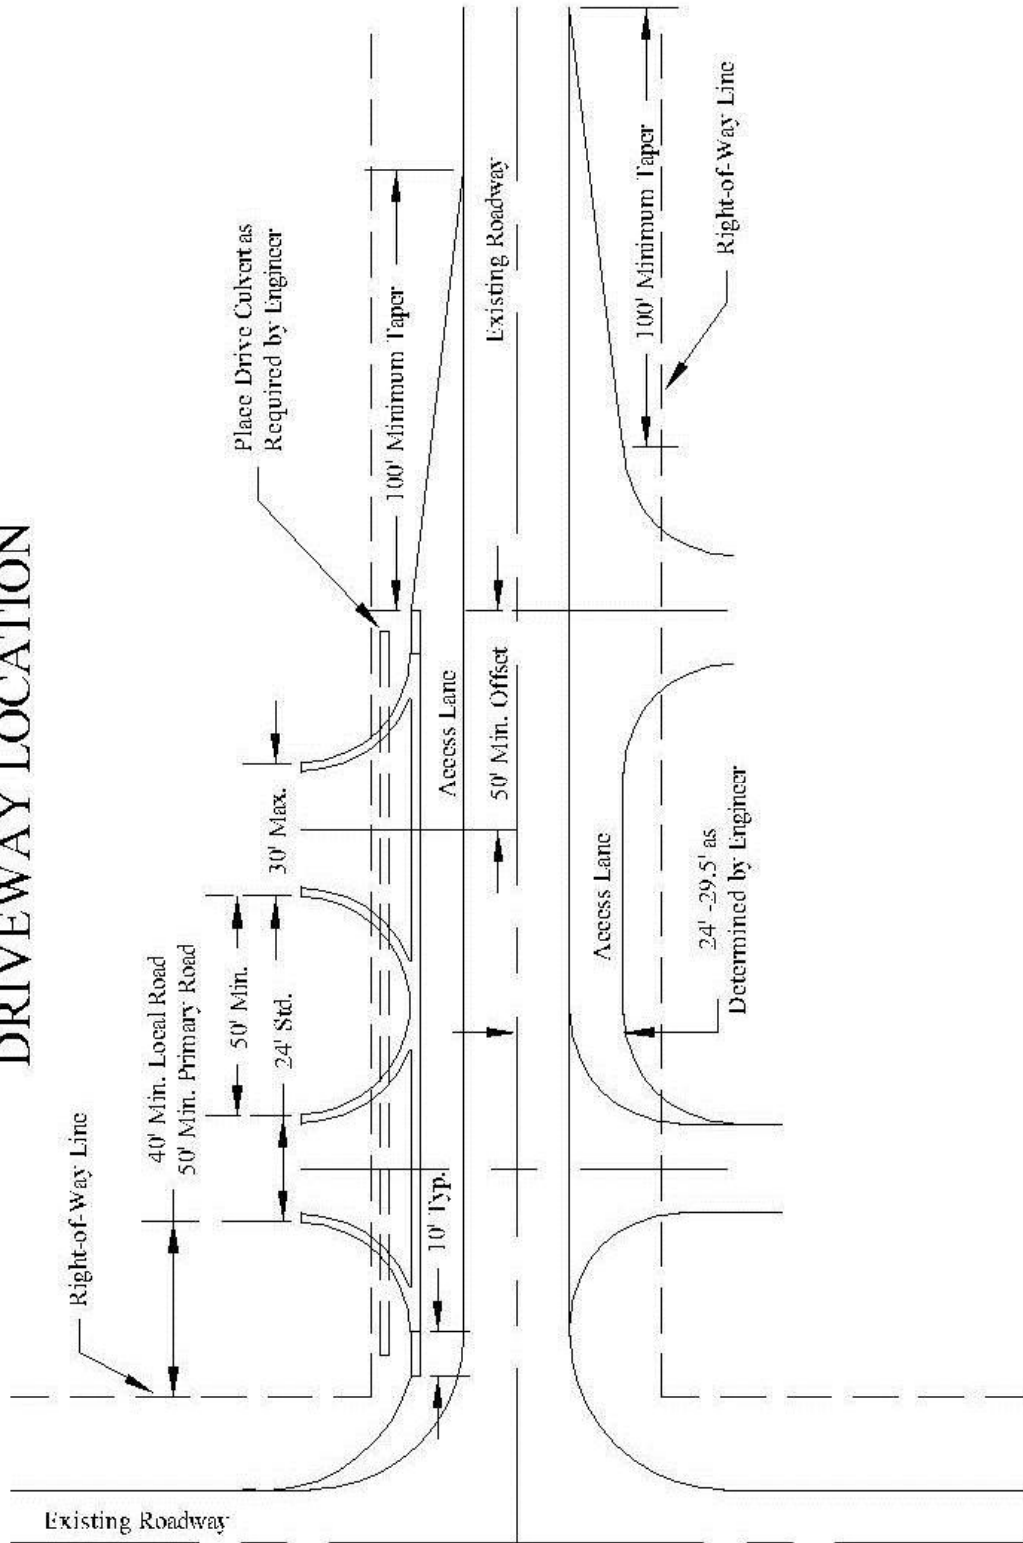 DRIVEWAY LOCATION
Right-of-Way Line
40' Min. Local Road
50' Min. Primary Road
50' Min.
24' Std.
30' Max.
Place Drive Culvert as
Required by Engineer
100' Minimum Taper
10' Typ.
Access Lane
50' Min. Offset
Existing Roadway
Access Lane
24' -29.5' as
Determined by Engineer
100' Minimum Taper
Right-of-Way Line
Existing Roadway